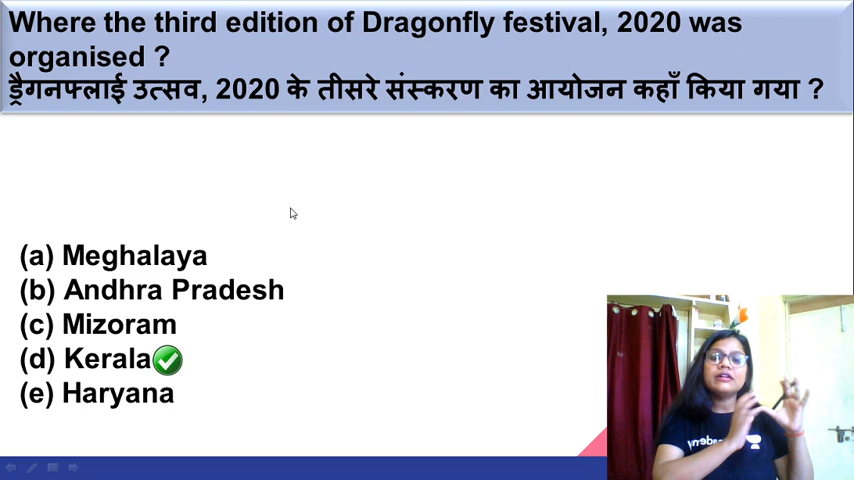 Where the third edition of Dragonfly festival, 2020 was
organised ?
ड्रैगनफ्लाई उत्सव, 2020 के तीसरे संस्करण का आयोजन कहाँ किया गया ?
(a) Meghalaya
(b) Andhra Pradesh
(c) Mizoram
(d) Kerala
(e) Haryana